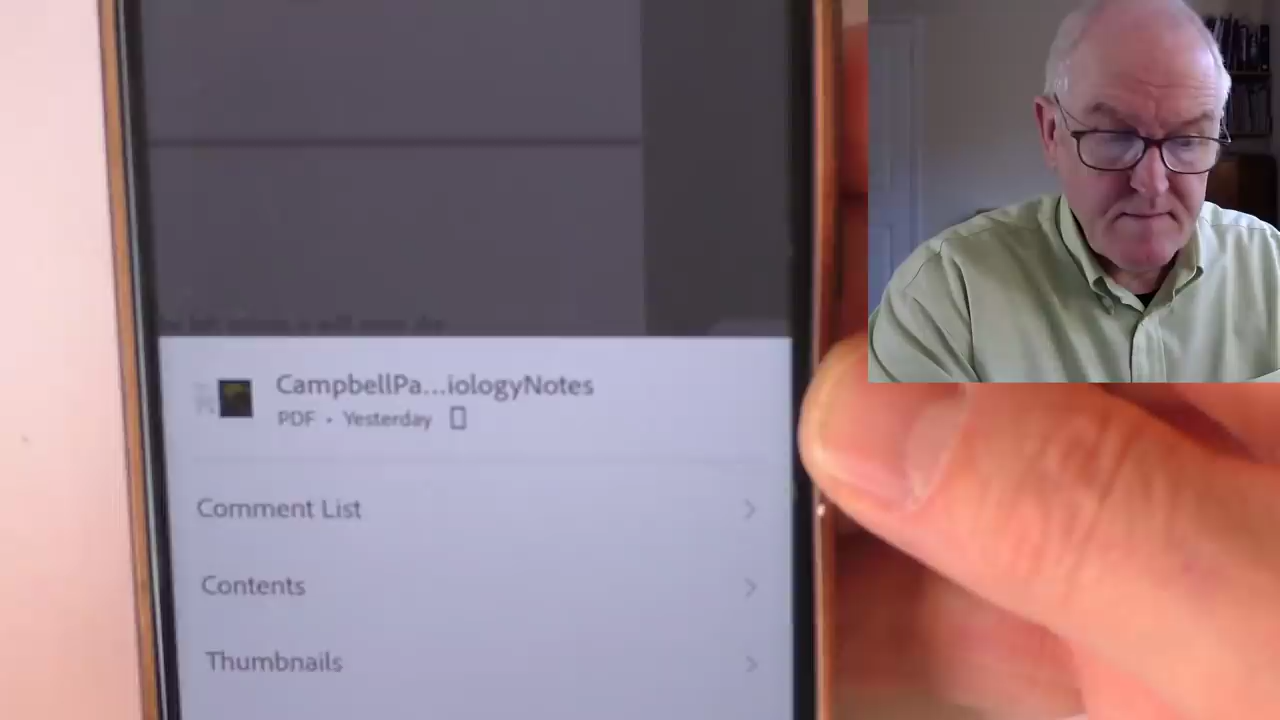 CampbellPa...iologyNotes
PDF • Yesterday
Comment List
Contents
Thumbnails